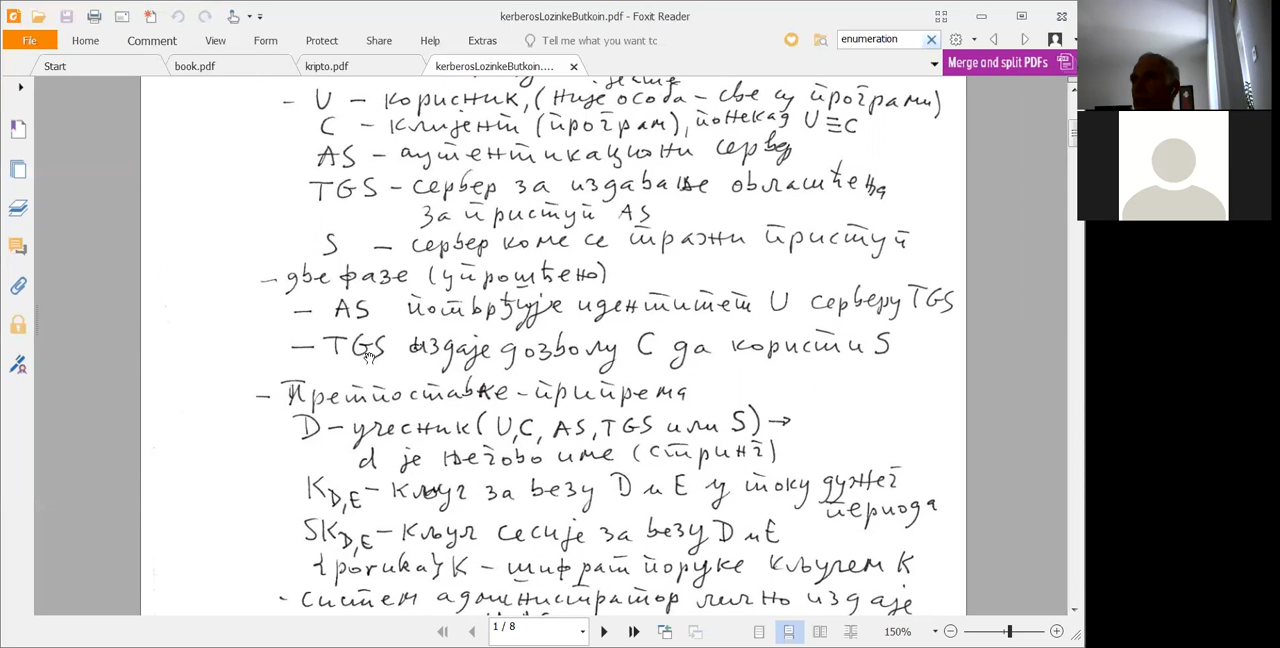 kerberosLozinkeButkoin.pdf - Foxit Reader
File Home Comment View Form Protect Share Help Extras Tell me what you want tc enumeration
Start book.pdf kripto.pdf kerberosLozinkeButkoin.... Merge and split PDFs
- U - корисник, (није особа - све су програми)
C - клијент (програм), понекад U≡C
AS - аутентикациони сервер
TGS - сервер за издавање овлашћења
за приступ AS
S - сервер коме се тражи приступ
- две фазе (упрошћено)
- AS потврђује идентитет U серверу TGS
- TGS издаје дозволу C да користи S
- Претпоставке - припрема
D - учесник (U, C, AS, TGS или S) →
d је његово име (стринг)
K_D,E - кључ за везу D и E у току дужег
периода
SK_D,E - кључ сесије за везу D и E
{poruka}K - шифрат поруке кључем K
- систем администратор лично издаје
1 / 8 150%